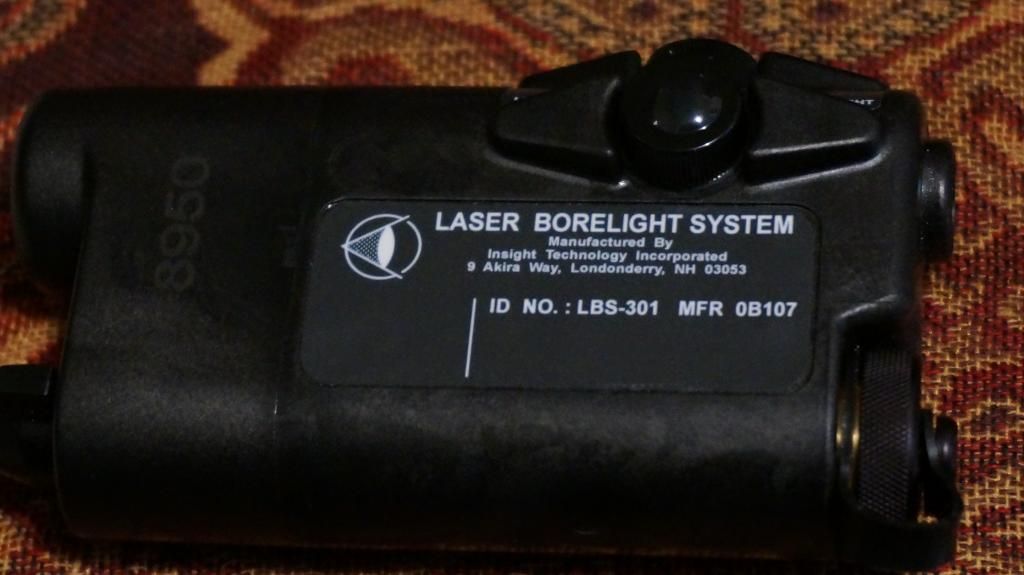 8950
LASER BORELIGHT SYSTEM
Manufactured By
Insight Technology Incorporated
9 Akira Way, Londonderry, NH 03053
ID NO. : LBS-301 MFR 0B107